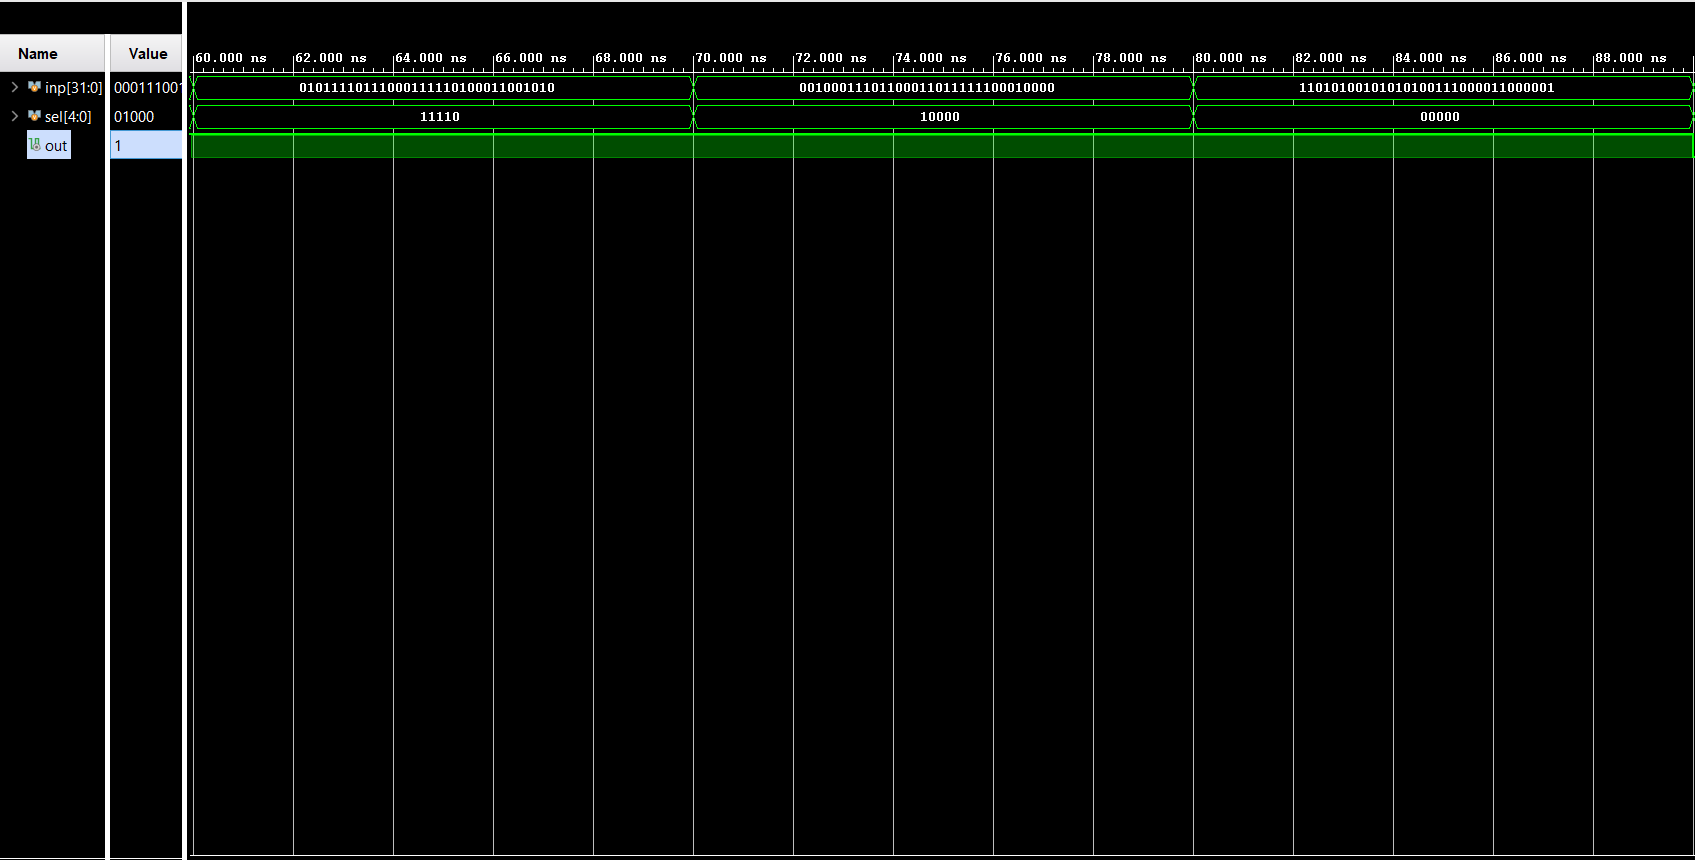 Name Value
60.000 ns 62.000 ns 64.000 ns 66.000 ns 68.000 ns 70.000 ns 72.000 ns 74.000 ns 76.000 ns 78.000 ns 80.000 ns 82.000 ns 84.000 ns 86.000 ns 88.000 ns
inp[31:0] 000111001 01011110111000111110100011001010 00100011101100011011111100010000 11010100101010100111000011000001
sel[4:0] 01000 11110 10000 00000
out 1